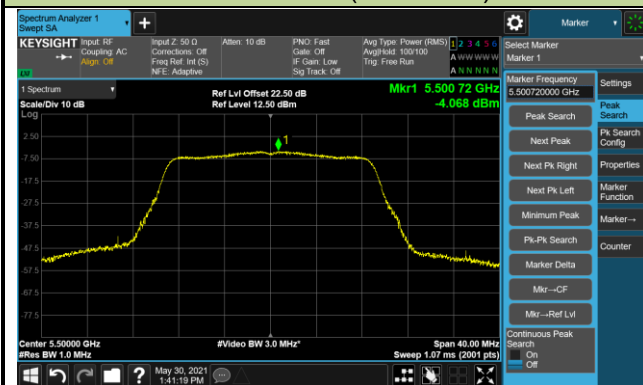 Spectrum Analyzer 1
Swept SA
Marker
KEYSIGHT
Input: RF
Coupling: AC
Align: Off
Input Z: 50 Ω
Corrections: Off
Freq Ref: Int (S)
NFE: Adaptive
Atten: 10 dB
PNO: Fast
Gate: Off
IF Gain: Low
Sig Track: Off
Avg Type: Power (RMS)
Avg|Hold: 100/100
Trig: Free Run
1 2 3 4 5 6
A W W W W W
A N N N N N
Select Marker
Marker 1
1 Spectrum
Scale/Div 10 dB
Log
Ref Lvl Offset 22.50 dB
Ref Level 12.50 dBm
Mkr1 5.500 72 GHz
-4.068 dBm
Marker Frequency
5.500720000 GHz
Settings
Peak Search
Peak
Search
Next Peak
Pk Search
Config
Next Pk Right
Properties
Next Pk Left
Marker
Function
Minimum Peak
Marker→
Pk-Pk Search
Counter
Marker Delta
Mkr→CF
Mkr→Ref Lvl
Continuous Peak
Search
On
Off
1
2.50
-7.50
-17.5
-27.5
-37.5
-47.5
-57.5
-67.5
-77.5
Center 5.50000 GHz
#Res BW 1.0 MHz
#Video BW 3.0 MHz*
Span 40.00 MHz
Sweep 1.07 ms (2001 pts)
?
May 30, 2021
1:41:19 PM